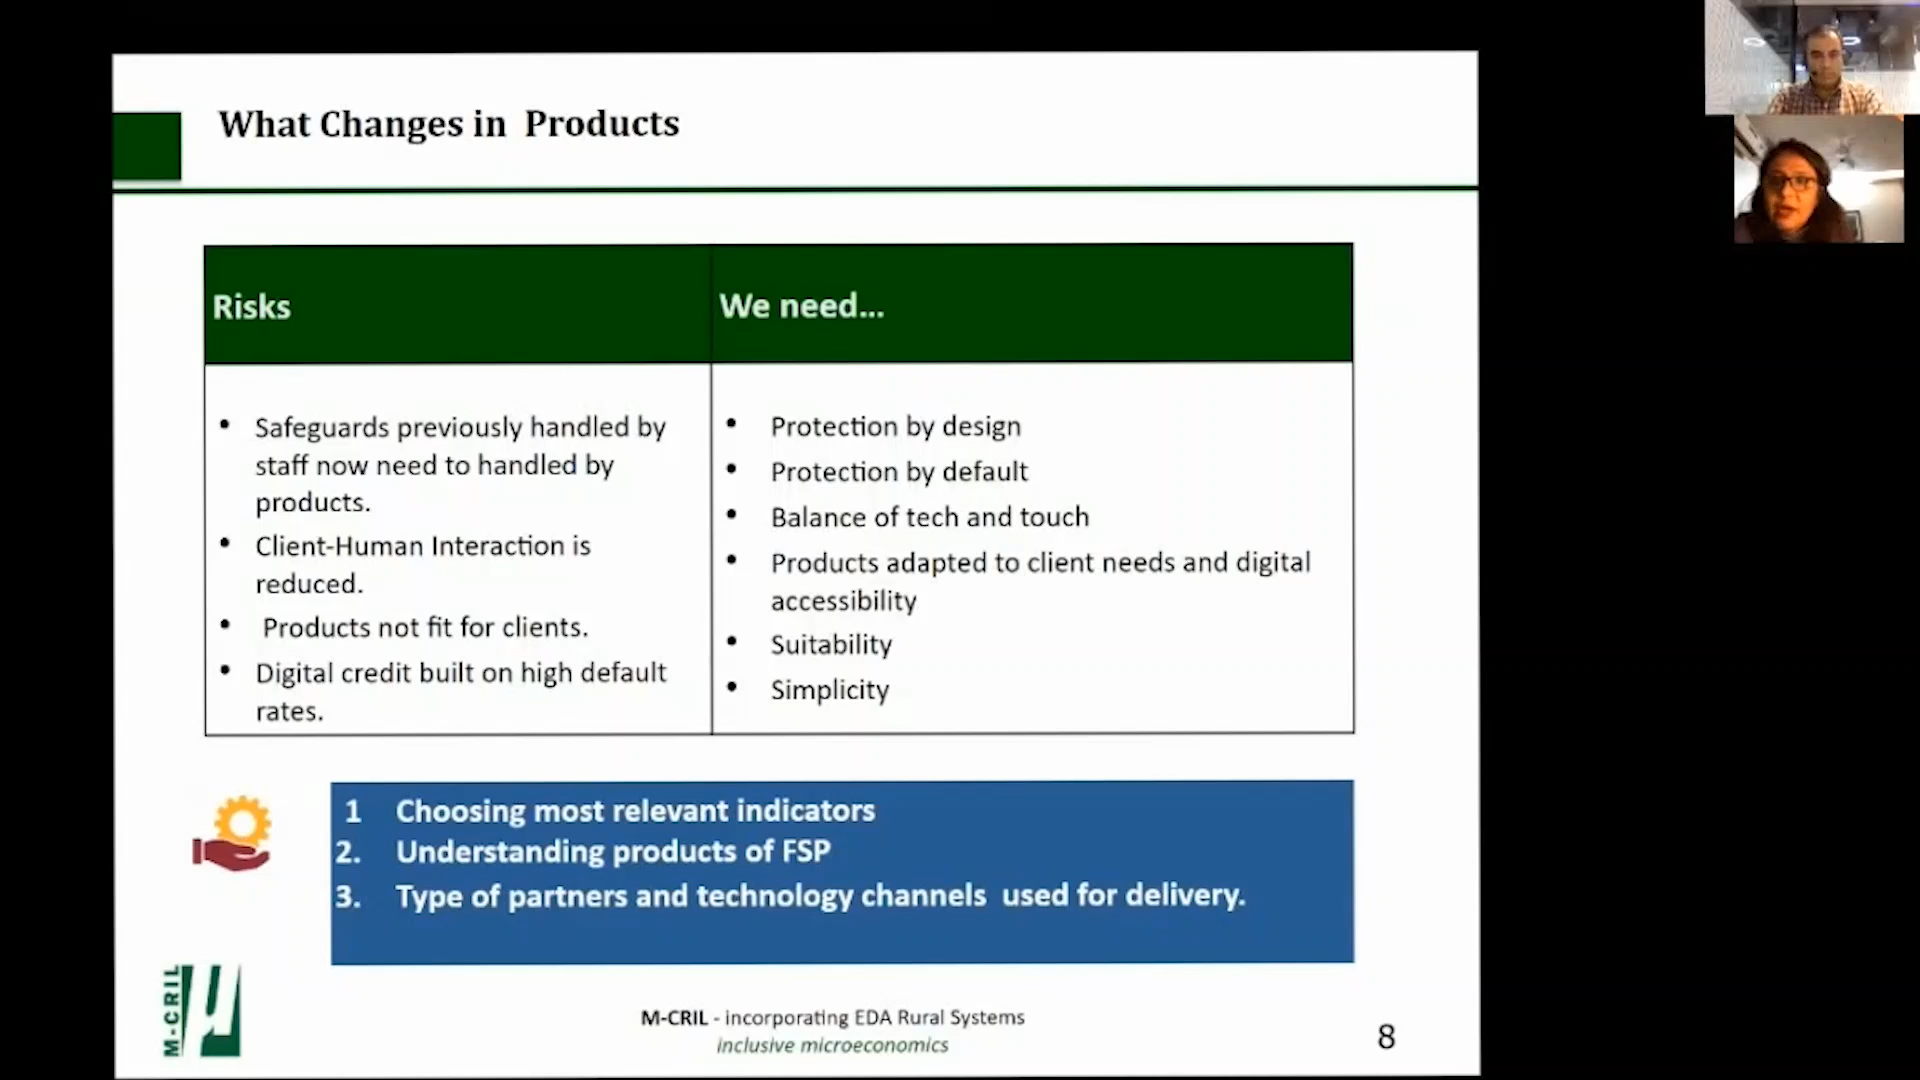 What Changes in  Products
Risks
We need...
• Safeguards previously handled by
staff now need to handled by
products.
• Client-Human Interaction is
reduced.
• Products not fit for clients.
• Digital credit built on high default
rates.
• Protection by design
• Protection by default
• Balance of tech and touch
• Products adapted to client needs and digital
accessibility
• Suitability
• Simplicity
1 Choosing most relevant indicators
2. Understanding products of FSP
3. Type of partners and technology channels  used for delivery.
M-CRIL
μ
M-CRIL - incorporating EDA Rural Systems
inclusive microeconomics
8